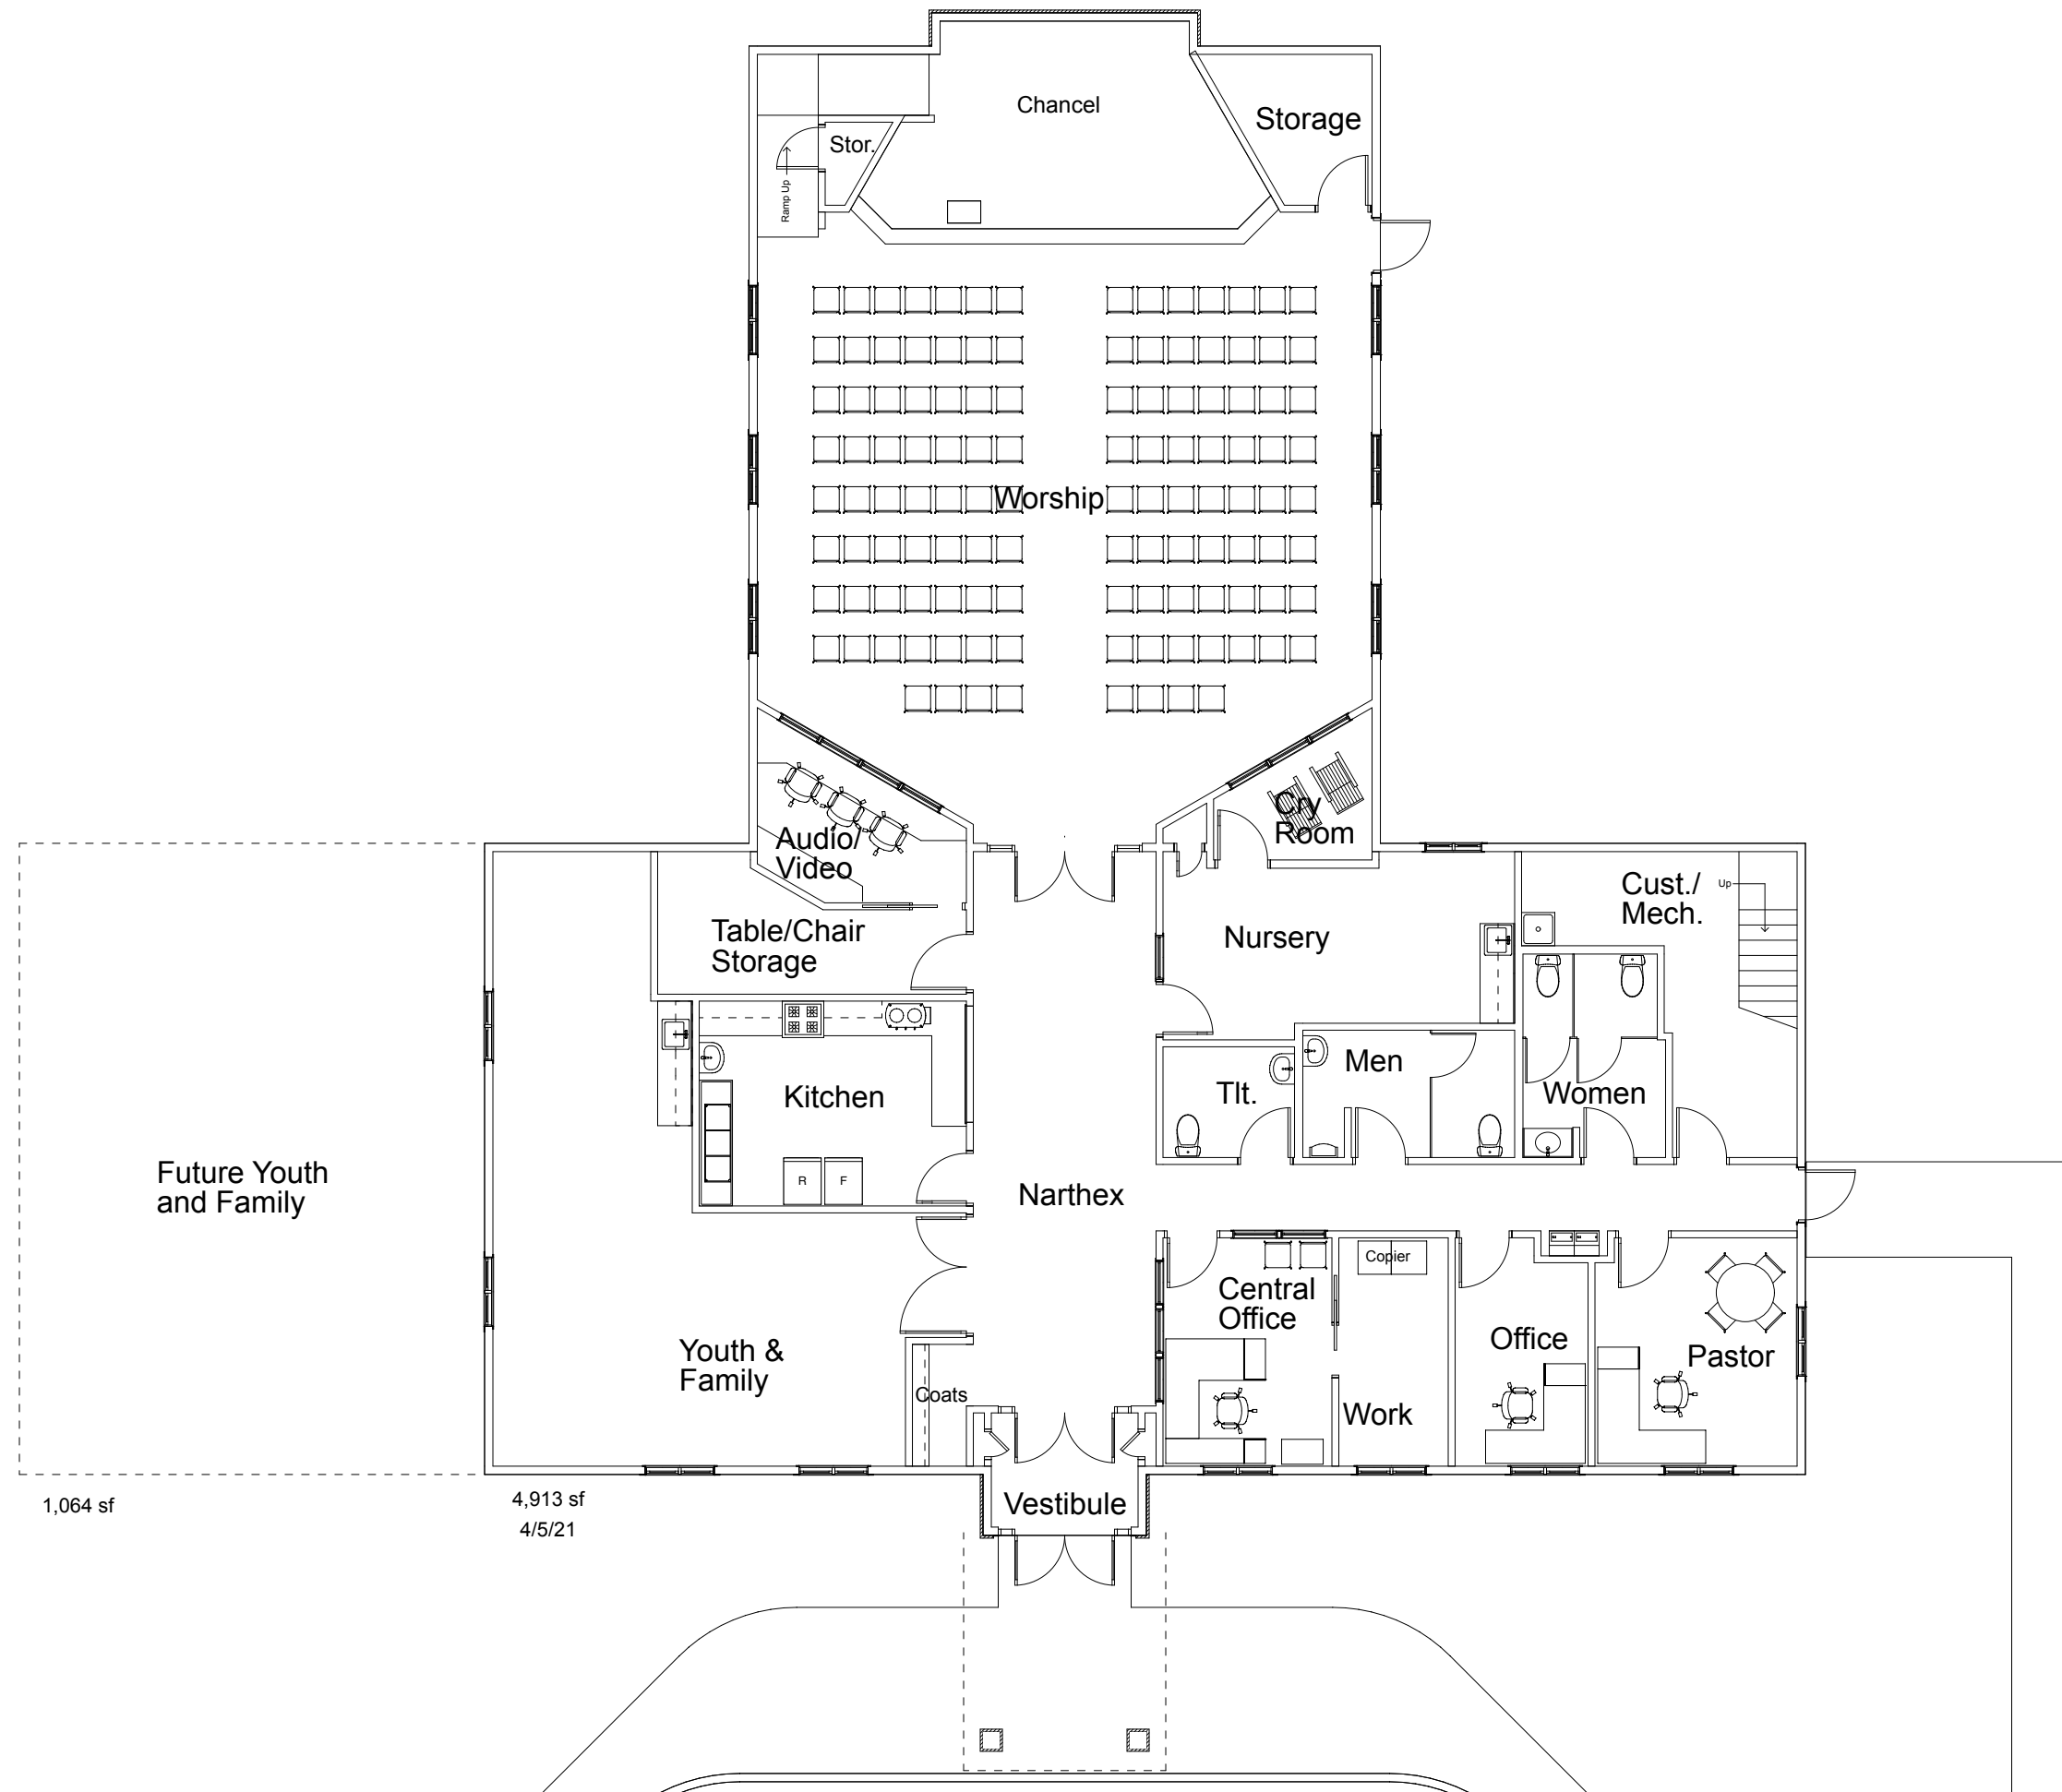 Chancel
Storage
Stor.
Ramp Up
Worship
Cry
Room
Audio/
Video
Cust./
Mech.
Up
Table/Chair
Storage
Nursery
Men
Kitchen
Tlt.
Women
Future Youth
and Family
R
F
Narthex
Copier
Central
Office
Office
Youth &
Family
Pastor
Coats
Work
1,064 sf
4,913 sf
4/5/21
Vestibule